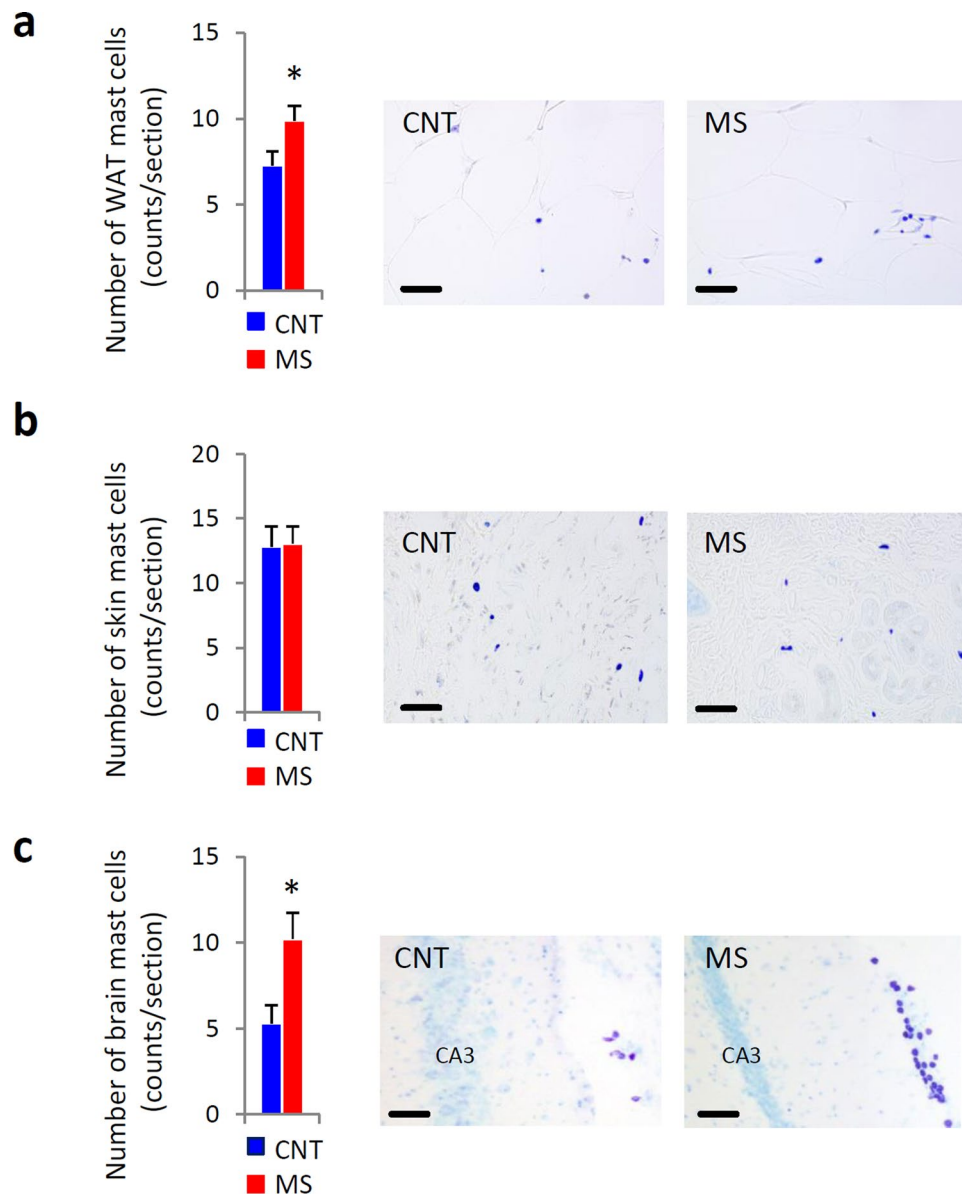 a
Number of WAT mast cells
(counts/section)
15
10
5
0
*
CNT
MS
CNT
MS
b
Number of skin mast cells
(counts/section)
20
15
10
5
0
CNT
MS
CNT
MS
c
Number of brain mast cells
(counts/section)
15
10
5
0
*
CNT
MS
CNT
CA3
MS
CA3